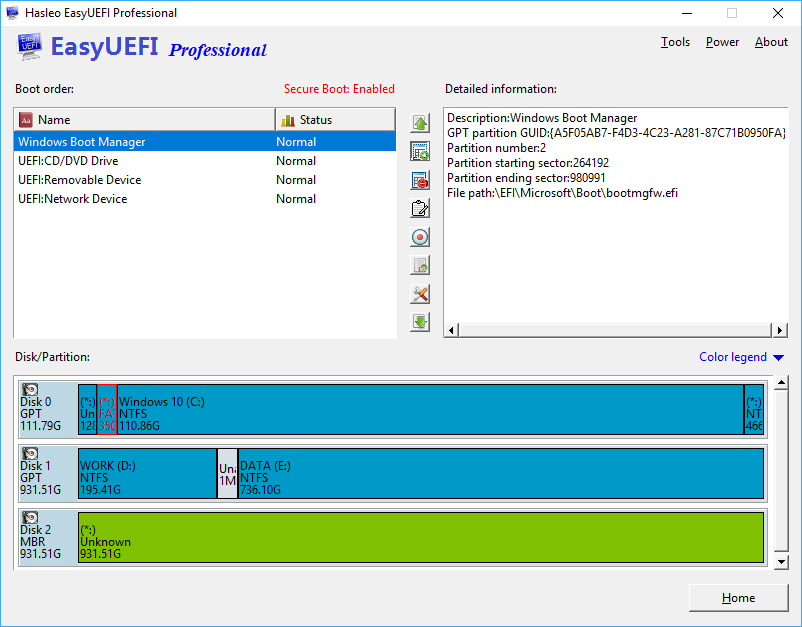 Hasleo EasyUEFI Professional
EasyUEFI Professional
Tools Power About
Boot order: Secure Boot: Enabled
Name Status
Windows Boot Manager Normal
UEFI:CD/DVD Drive Normal
UEFI:Removable Device Normal
UEFI:Network Device Normal
Detailed information:
Description:Windows Boot Manager
GPT partition GUID:{A5F05AB7-F4D3-4C23-A281-87C71B0950FA}
Partition number:2
Partition starting sector:264192
Partition ending sector:980991
File path:\EFI\Microsoft\Boot\bootmgfw.efi
Disk/Partition: Color legend
Disk 0
GPT
111.79G
(*:)
Un
128
(*:)
FA
350
Windows 10 (C:)
NTFS
110.86G
(*:)
NT
466
Disk 1
GPT
931.51G
WORK (D:)
NTFS
195.41G
Una
1M
DATA (E:)
NTFS
736.10G
Disk 2
MBR
931.51G
(*:)
Unknown
931.51G
Home